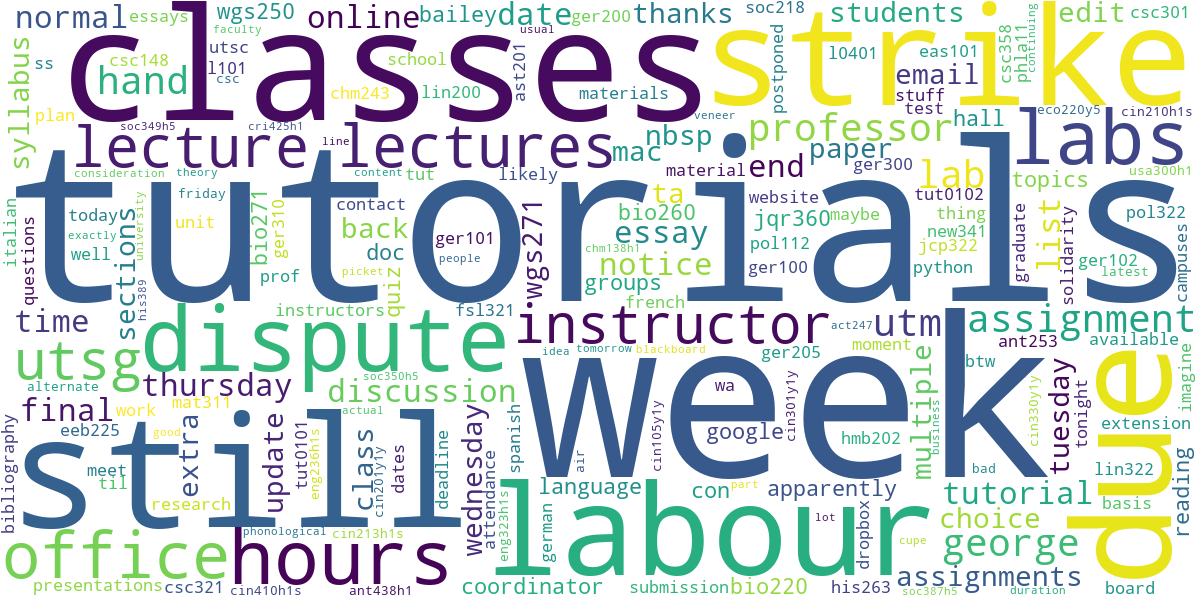 normal
essays
wgs250
faculty
utsc
csc148
hand
l101
csc
online
usual
bailey
school
chm243
lin200
date
ger200
ast201
materials
thanks
soc218
postponed
students
l0401
eas101
email
stuff
test
csc358
phla11
continuing
edit
csc301
classes
strike
syllabus
ss
plan
soc349h5
cri425h1
line
lecture
lectures
veneer
nbsp
mac
professor
paper
hall
eco220y5
cin210h1s
labs
consideration
theory
content
tut
likely
material
end
ta
website
ger300
lab
tut0102
topics
usa300h1
italian
questions
today
exactly
well
sections
university
his389
friday
unit
prof
bio271
ger310
contact
back
doc
picket
quiz
instructors
ger101
people
fsl321
wgs271
bio260
essay
chm138h1
notice
groups
french
jqr360
pol112
ger100
maybe
jcp322
python
thing
new341
graduate
list
solidarity
pol322
ger102
latest
campuses
tutorials
time
dispute
utsg
thursday
alternate
final
work
mat311
soc350h5
discussion
actual
instructor
idea
tomorrow
blackboard
act247
utm
moment
ger205
wa
google
cin301y1y
hmb202
multiple
business
btw
ant253
assignment
available
imagine
cin330y1y
tuesday
tonight
extension
due
week
still
bibliography
eeb225
good
meet
til
extra
research
update
tut0101
eng236h1s
class
cin201y1y
dates
deadline
wednesday
attendance
spanish
air
cin105y1y
con
part
apparently
bad
lin322
basis
reading
office
hours
phonological
cin213h1s
eng323h1s
language
german
labour
lot
dropbox
cupe
tutorial
choice
george
presentations
csc321
cin410h1s
ant438h1
coordinator
submission
bio220
his263
assignments
soc387h5
duration
board